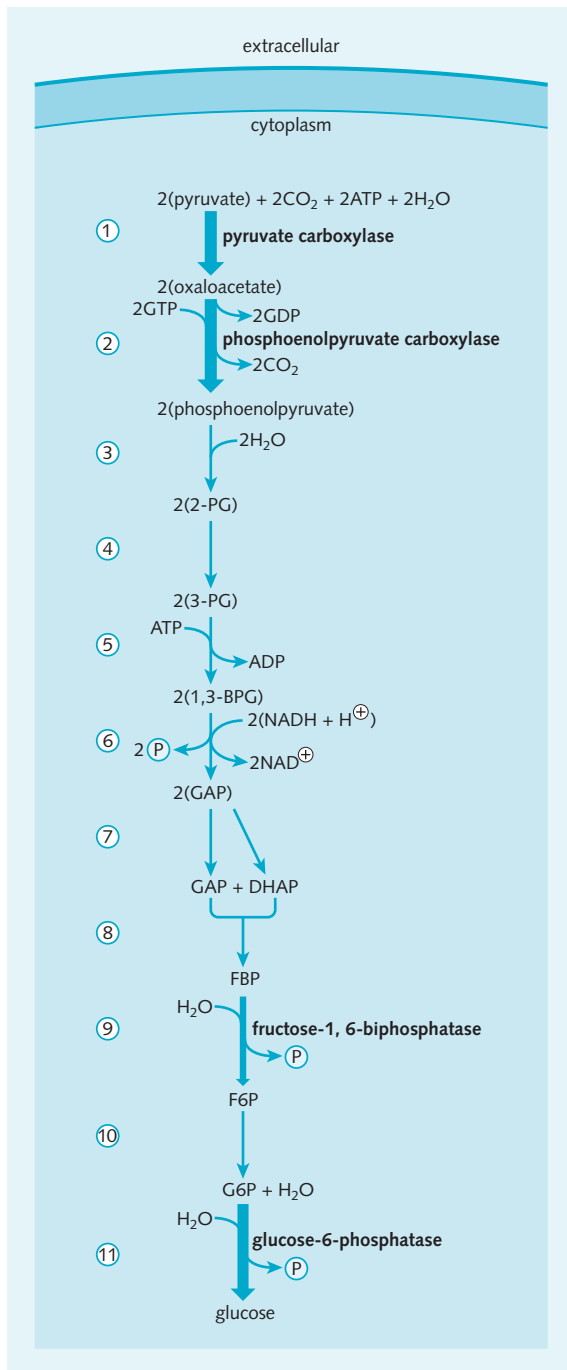 extracellular
cytoplasm
2(pyruvate) + 2CO₂ + 2ATP + 2H₂O
1
pyruvate carboxylase
2(oxaloacetate)
2GTP
2GDP
2
phosphoenolpyruvate carboxylase
2CO₂
2(phosphoenolpyruvate)
3
2H₂O
2(2-PG)
4
2(3-PG)
ATP
5
ADP
2(1,3-BPG)
2(NADH + H⊕)
6
2 P
2NAD⊕
2(GAP)
7
GAP + DHAP
8
FBP
H₂O
9
fructose-1, 6-biphosphatase
P
F6P
10
G6P + H₂O
H₂O
glucose-6-phosphatase
11
P
glucose